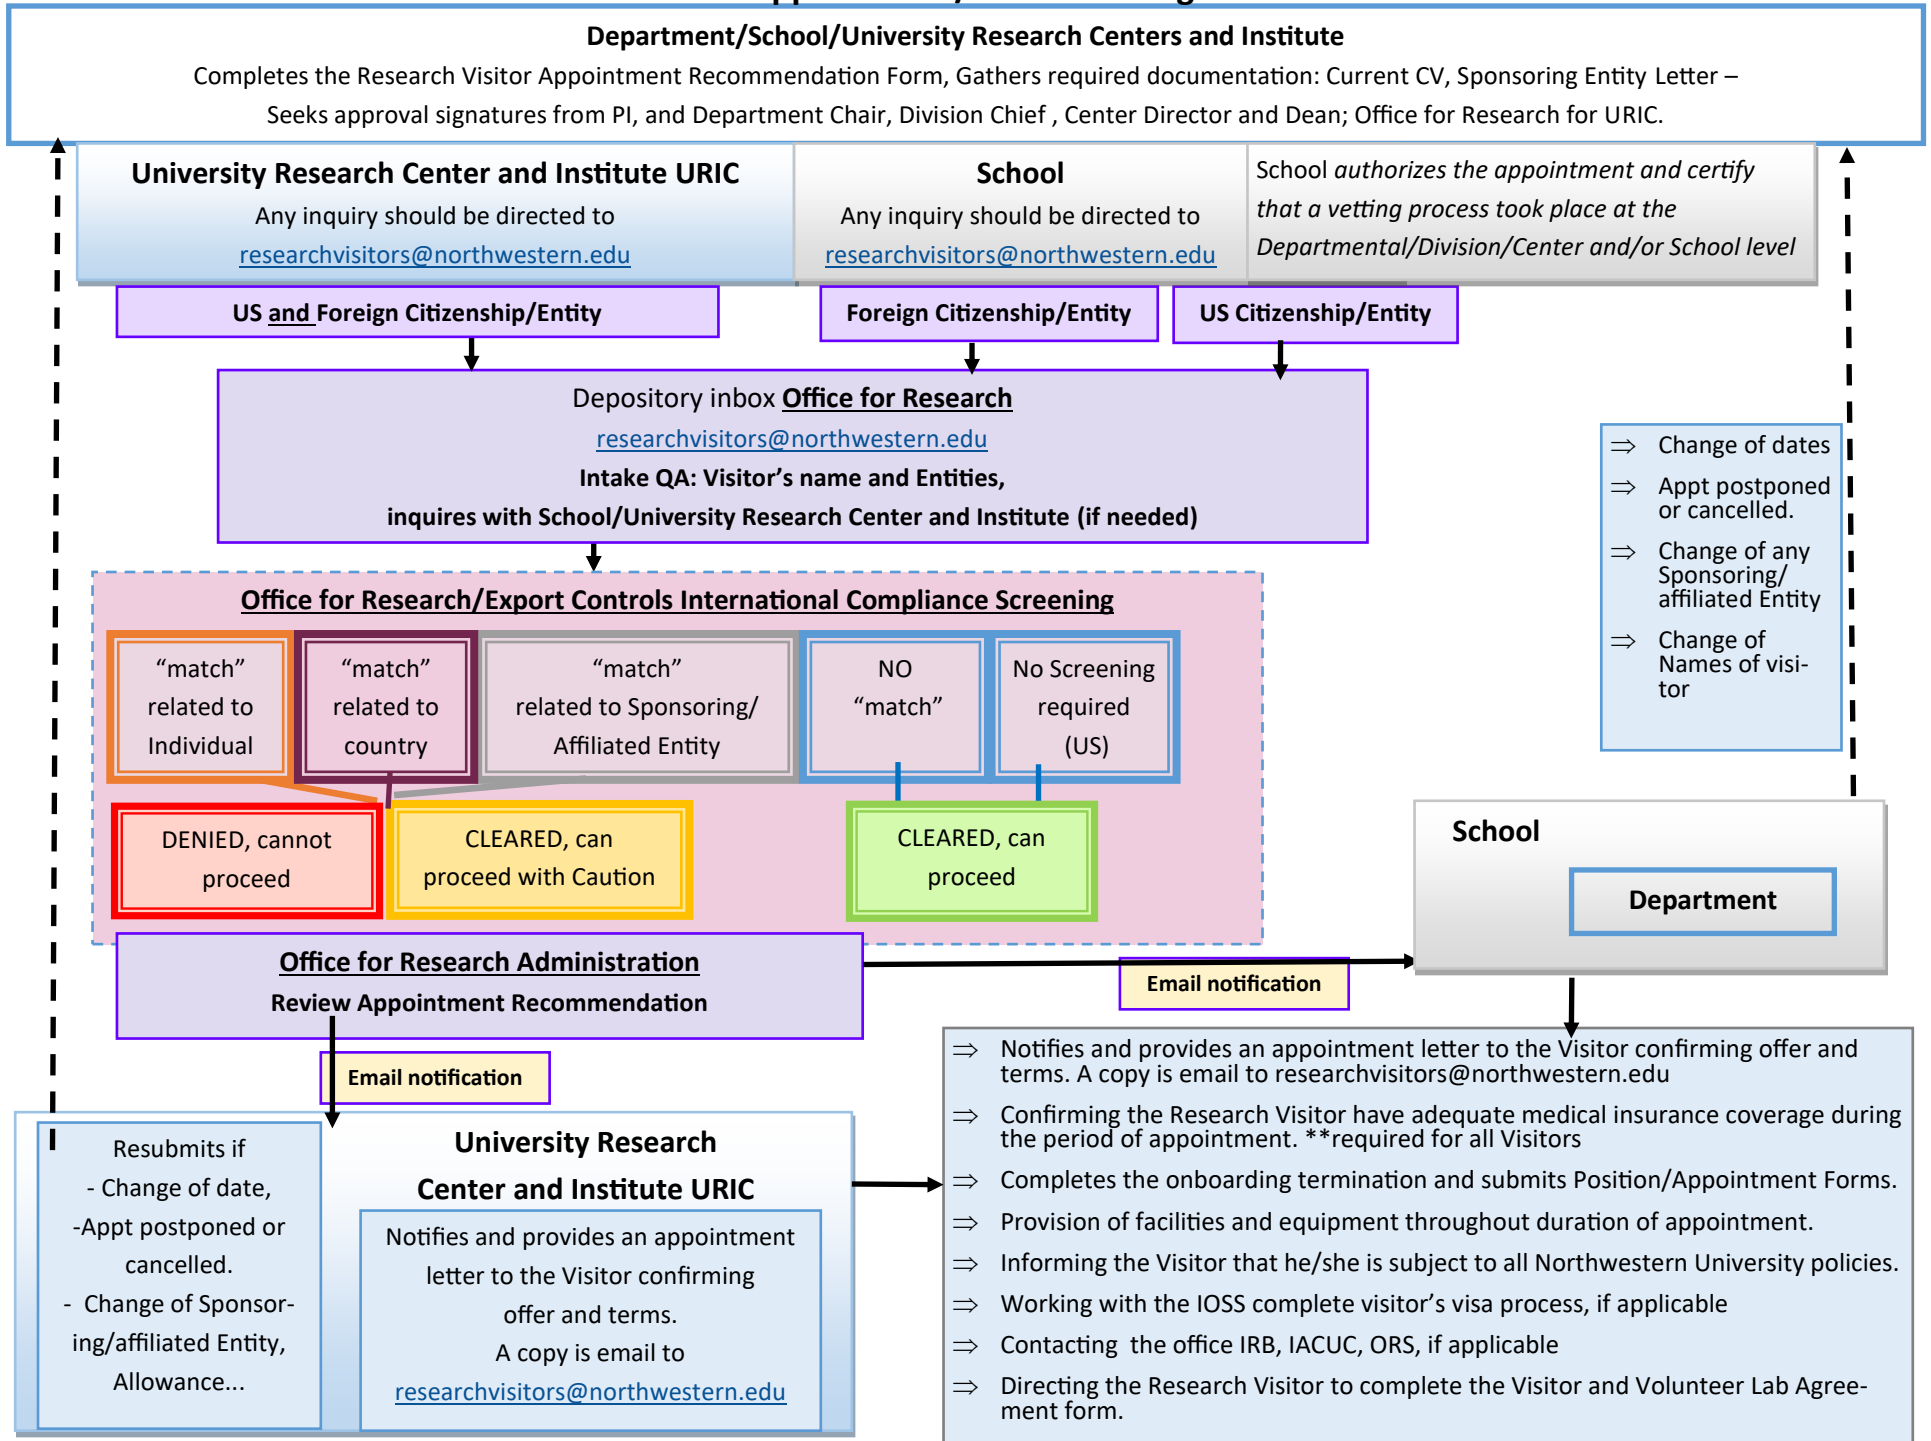 Department/School/University Research Centers and Institute
Completes the Research Visitor Appointment Recommendation Form, Gathers required documentation: Current CV, Sponsoring Entity Letter –
Seeks approval signatures from PI, and Department Chair, Division Chief , Center Director and Dean; Office for Research for URIC.
University Research Center and Institute URIC
Any inquiry should be directed to
researchvisitors@northwestern.edu
School
Any inquiry should be directed to
researchvisitors@northwestern.edu
School authorizes the appointment and certify
that a vetting process took place at the
Departmental/Division/Center and/or School level
US and Foreign Citizenship/Entity
Foreign Citizenship/Entity
US Citizenship/Entity
Depository inbox Office for Research
researchvisitors@northwestern.edu
Intake QA: Visitor’s name and Entities,
inquires with School/University Research Center and Institute (if needed)
⇒ Change of dates
⇒ Appt postponed
or cancelled.
⇒ Change of any
Sponsoring/
affiliated Entity
⇒ Change of
Names of visi-
tor
Office for Research/Export Controls International Compliance Screening
“match”
related to
Individual
“match”
related to
country
“match”
related to Sponsoring/
Affiliated Entity
NO
“match”
No Screening
required
(US)
DENIED, cannot
proceed
CLEARED, can
proceed with Caution
CLEARED, can
proceed
School
Department
Office for Research Administration
Review Appointment Recommendation
Email notification
Email notification
Resubmits if
- Change of date,
-Appt postponed or
cancelled.
- Change of Sponsor-
ing/affiliated Entity,
Allowance...
University Research
Center and Institute URIC
Notifies and provides an appointment
letter to the Visitor confirming
offer and terms.
A copy is email to
researchvisitors@northwestern.edu
⇒ Notifies and provides an appointment letter to the Visitor confirming offer and
terms. A copy is email to researchvisitors@northwestern.edu
⇒ Confirming the Research Visitor have adequate medical insurance coverage during
the period of appointment. **required for all Visitors
⇒ Completes the onboarding termination and submits Position/Appointment Forms.
⇒ Provision of facilities and equipment throughout duration of appointment.
⇒ Informing the Visitor that he/she is subject to all Northwestern University policies.
⇒ Working with the IOSS complete visitor’s visa process, if applicable
⇒ Contacting the office IRB, IACUC, ORS, if applicable
⇒ Directing the Research Visitor to complete the Visitor and Volunteer Lab Agree-
ment form.